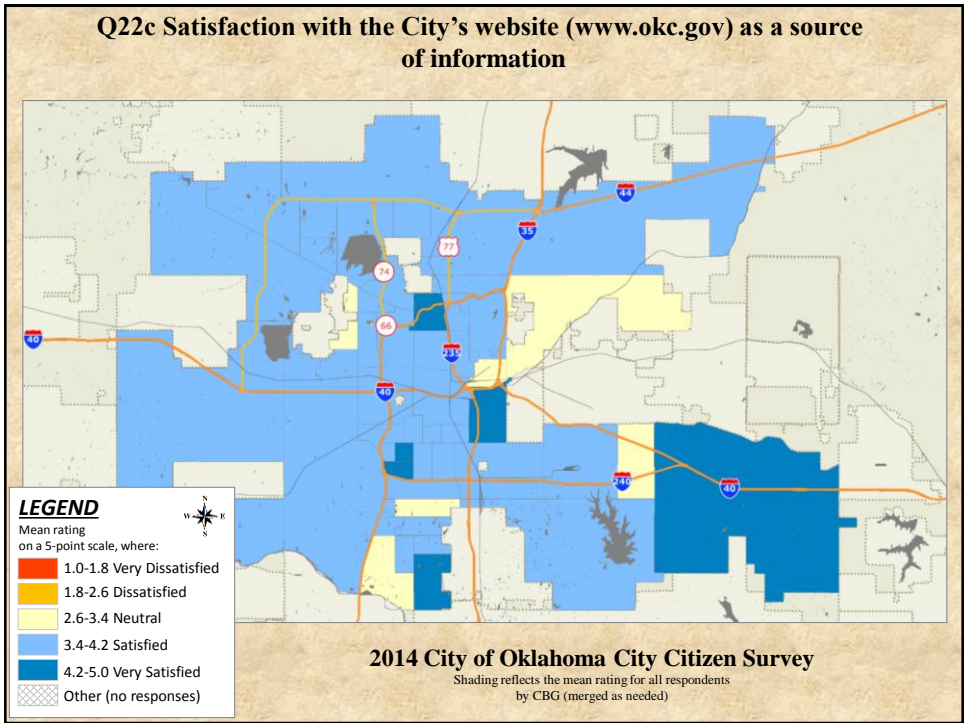 Q22c Satisfaction with the City's website (www.okc.gov) as a source
of information
44
35
77
74
66
40
235
40
240
40
LEGEND
N
W E
S
Mean rating
on a 5-point scale, where:
1.0-1.8 Very Dissatisfied
1.8-2.6 Dissatisfied
2.6-3.4 Neutral
3.4-4.2 Satisfied
4.2-5.0 Very Satisfied
Other (no responses)
2014 City of Oklahoma City Citizen Survey
Shading reflects the mean rating for all respondents
by CBG (merged as needed)